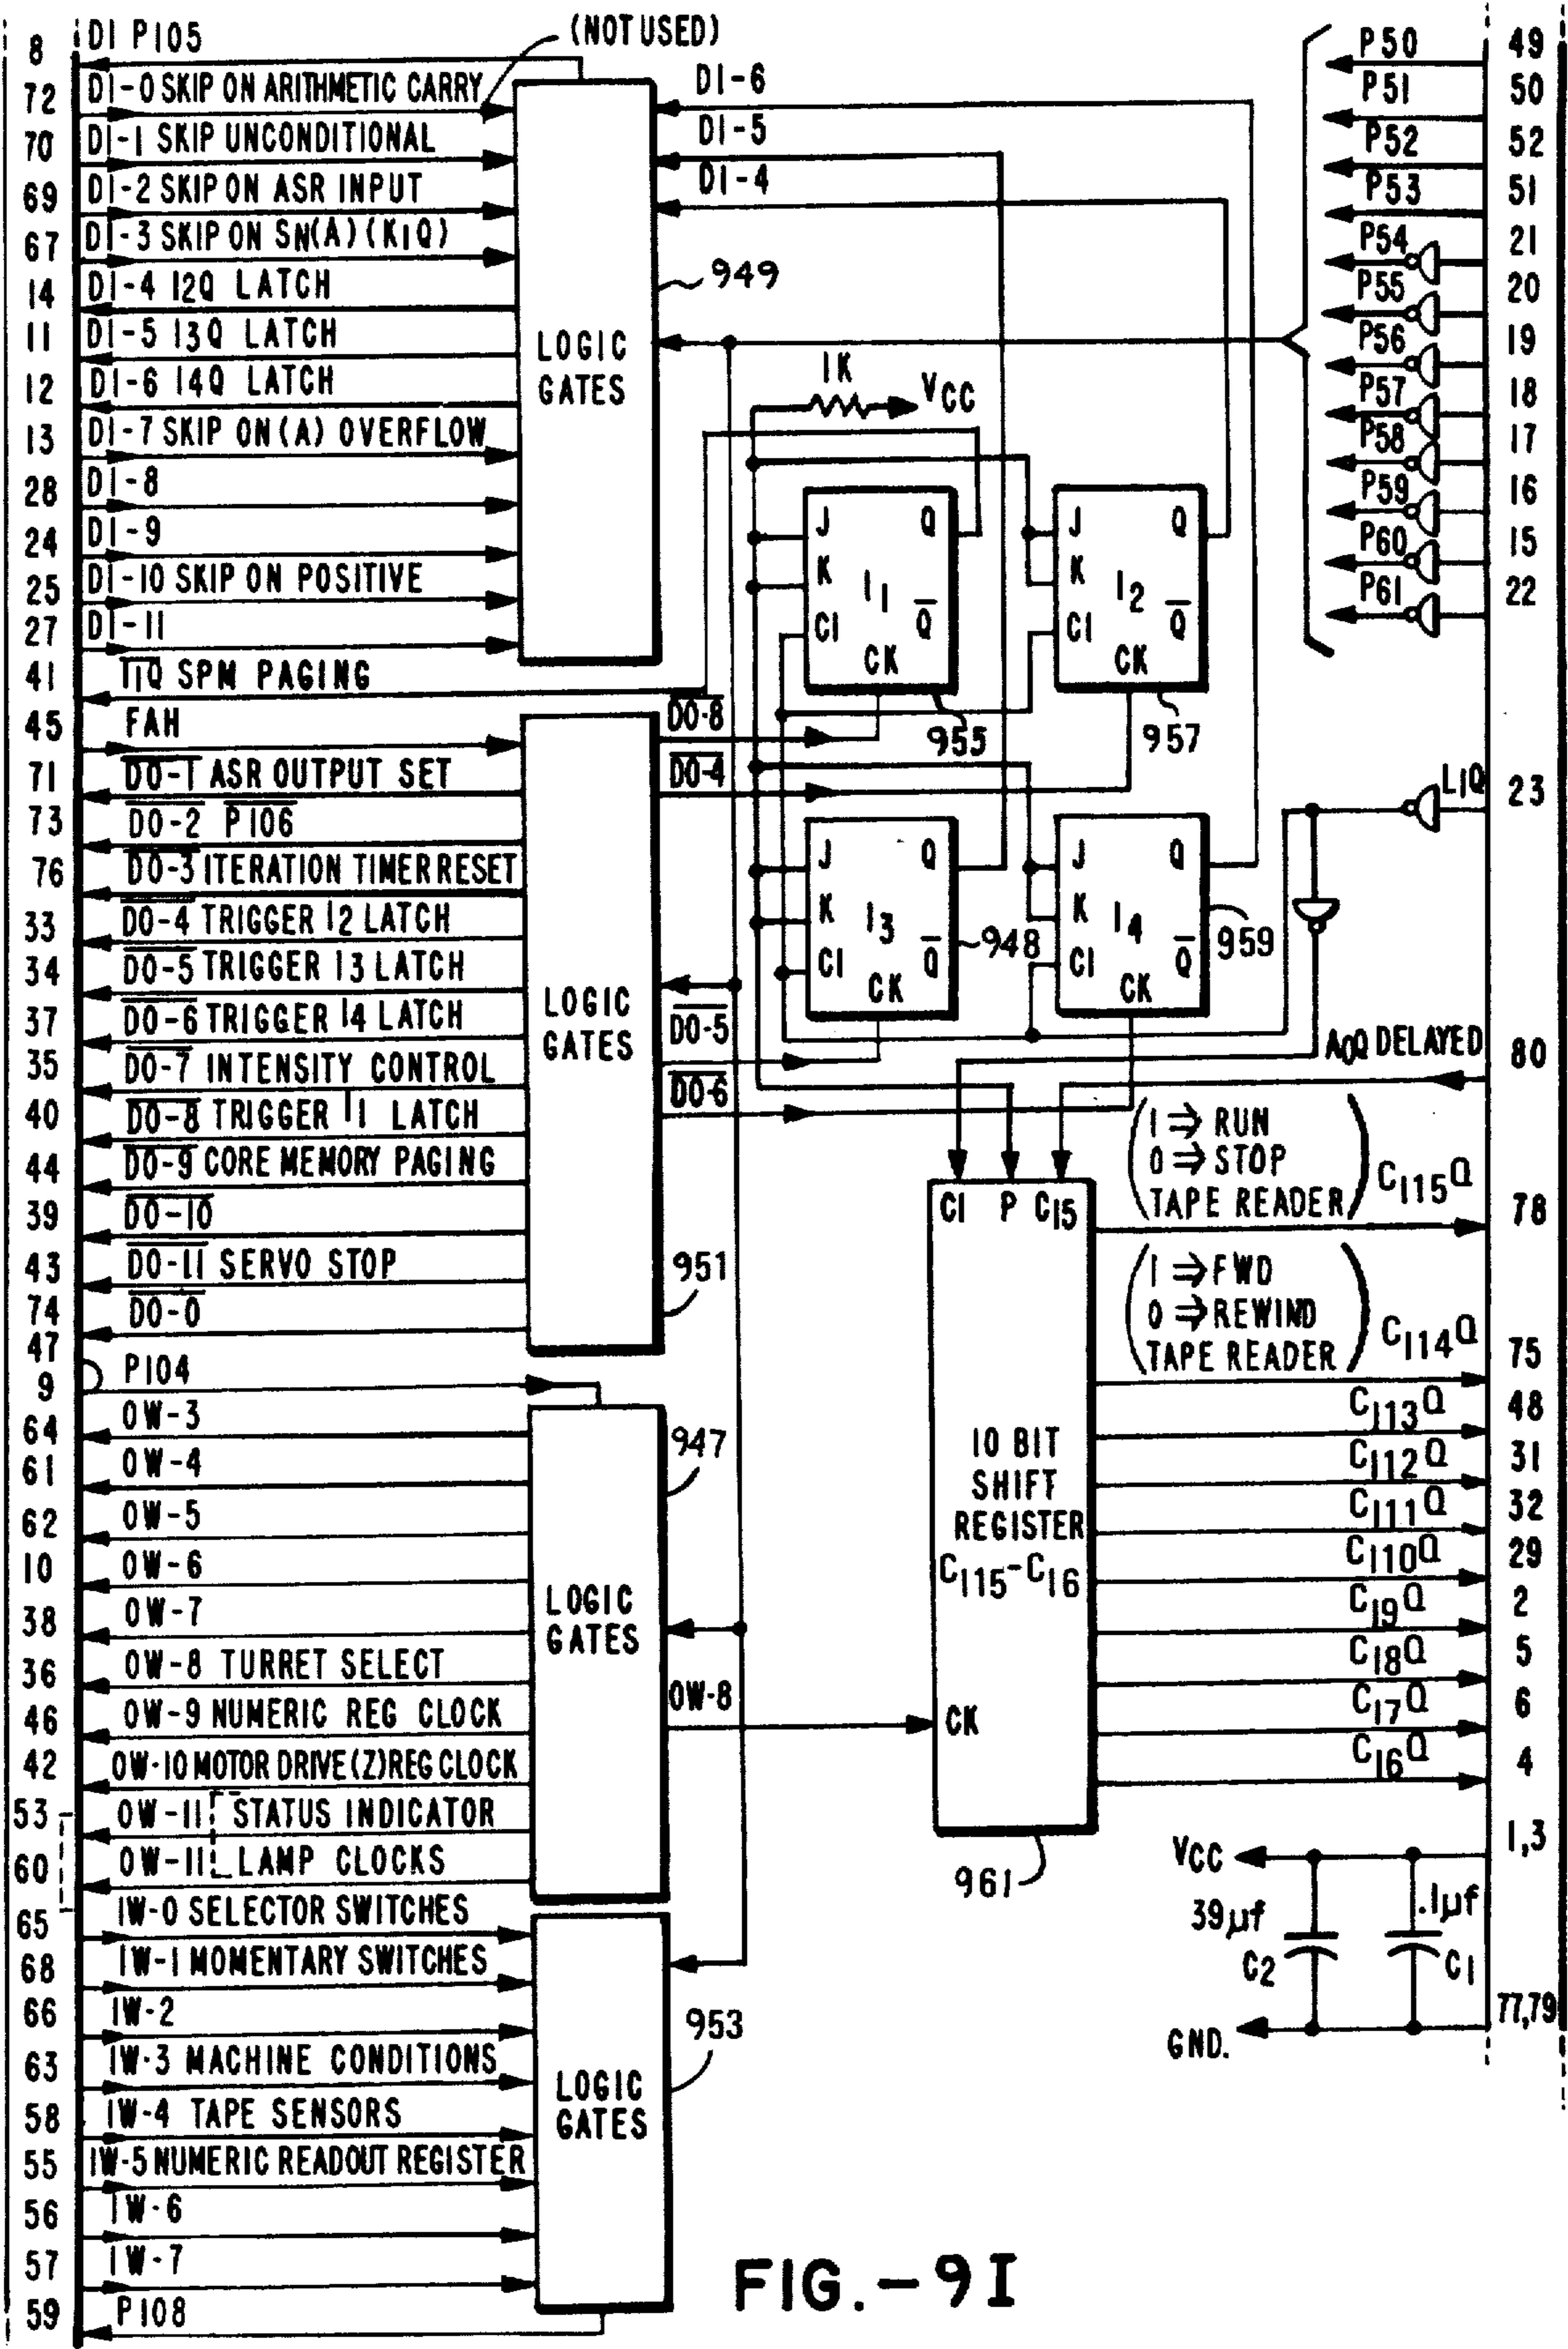 8 DI P105
(NOT USED)
72 DI-0 SKIP ON ARITHMETIC CARRY
70 DI-1 SKIP UNCONDITIONAL
69 DI-2 SKIP ON ASR INPUT
67 DI-3 SKIP ON SN(A)(K1Q)
14 DI-4 I2Q LATCH
11 DI-5 I3Q LATCH
12 DI-6 I4Q LATCH
13 DI-7 SKIP ON (A) OVERFLOW
28 DI-8
24 DI-9
25 DI-10 SKIP ON POSITIVE
27 DI-11
41 I1Q SPM PAGING
45 FAH
71 DO-1 ASR OUTPUT SET
73 DO-2 P106
76 DO-3 ITERATION TIMER RESET
33 DO-4 TRIGGER I2 LATCH
34 DO-5 TRIGGER I3 LATCH
37 DO-6 TRIGGER I4 LATCH
35 DO-7 INTENSITY CONTROL
40 DO-8 TRIGGER I1 LATCH
44 DO-9 CORE MEMORY PAGING
39 DO-10
43 DO-11 SERVO STOP
74 DO-0
47
9 P104
64 OW-3
61 OW-4
62 OW-5
10 OW-6
38 OW-7
36 OW-8 TURRET SELECT
46 OW-9 NUMERIC REG CLOCK
42 OW-10 MOTOR DRIVE (Z) REG CLOCK
53 OW-11 STATUS INDICATOR
60 OW-11 LAMP CLOCKS
65 IW-0 SELECTOR SWITCHES
68 IW-1 MOMENTARY SWITCHES
66 IW-2
63 IW-3 MACHINE CONDITIONS
58 IW-4 TAPE SENSORS
55 IW-5 NUMERIC READOUT REGISTER
56 IW-6
57 IW-7
59 P108
LOGIC
GATES
949
LOGIC
GATES
951
LOGIC
GATES
947
LOGIC
GATES
953
DI-6
DI-5
DI-4
1K
VCC
J Q
K I1
CI Q̅
CK
955
J Q
K I2
CI Q̅
CK
957
J Q
K I3
CI Q̅
CK
948
J Q
K I4
CI Q̅
CK
959
DO-8
DO-4
DO-5
DO-6
OW-8
CI P C15
10 BIT
SHIFT
REGISTER
C115-C16
CK
961
P50 49
P51 50
P52 52
P53 51
P54 21
P55 20
P56 19
P57 18
P58 17
P59 16
P60 15
P61 22
L1Q 23
A0Q DELAYED 80
(1 ⇒ RUN
0 ⇒ STOP
TAPE READER) C115Q 78
(1 ⇒ FWD
0 ⇒ REWIND
TAPE READER) C114Q 75
C113Q 48
C112Q 31
C111Q 32
C110Q 29
C19Q 2
C18Q 5
C17Q 6
C16Q 4
VCC 1,3
39µf C2
.1µf C1
GND. 77,79
FIG.-9I